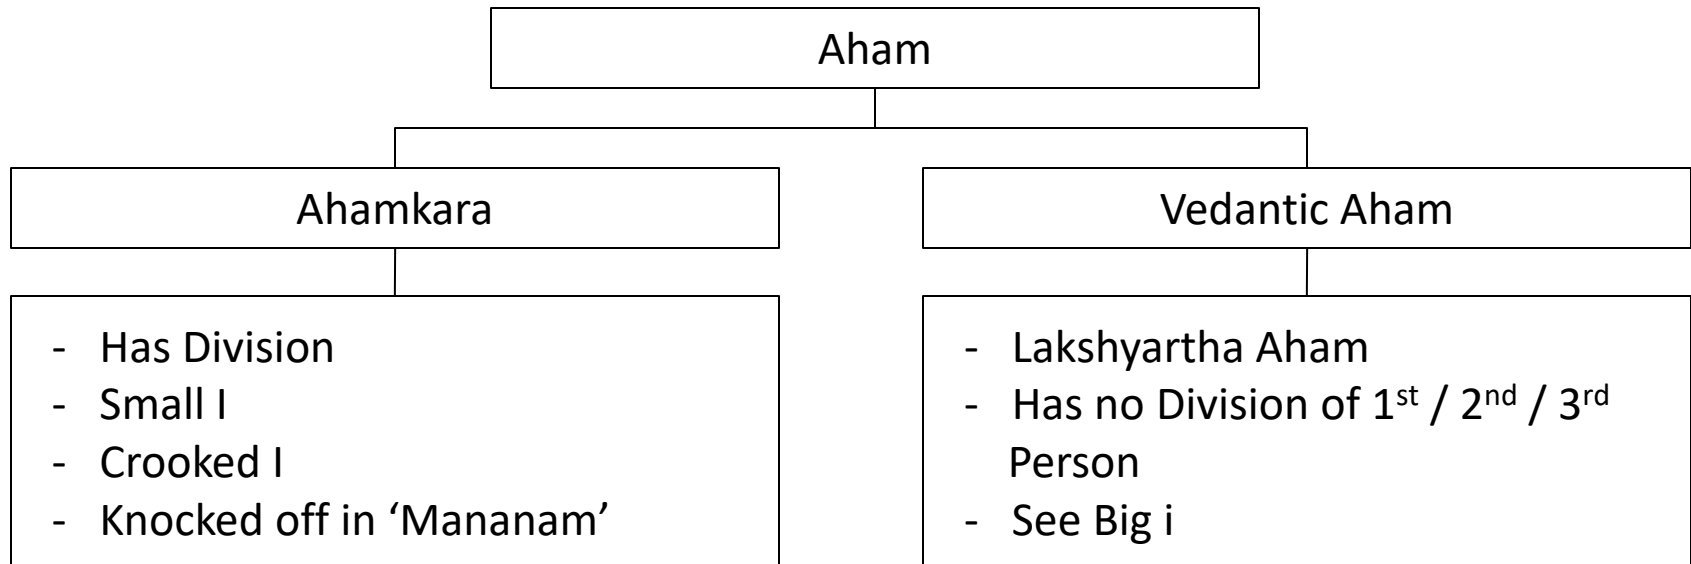 Aham
Ahamkara
Vedantic Aham
- Has Division
- Small I
- Crooked I
- Knocked off in ‘Mananam’
- Lakshyartha Aham
- Has no Division of 1st / 2nd / 3rd
Person
- See Big i